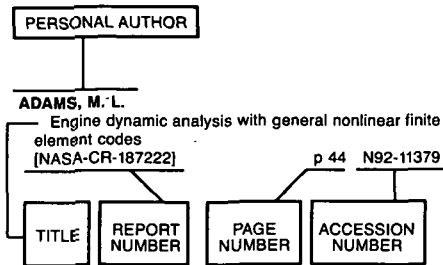 PERSONAL AUTHOR
ADAMS, M. L.
Engine dynamic analysis with general nonlinear finite
element codes
[NASA-CR-187222] p 44 N92-11379
TITLE REPORT NUMBER PAGE NUMBER ACCESSION NUMBER